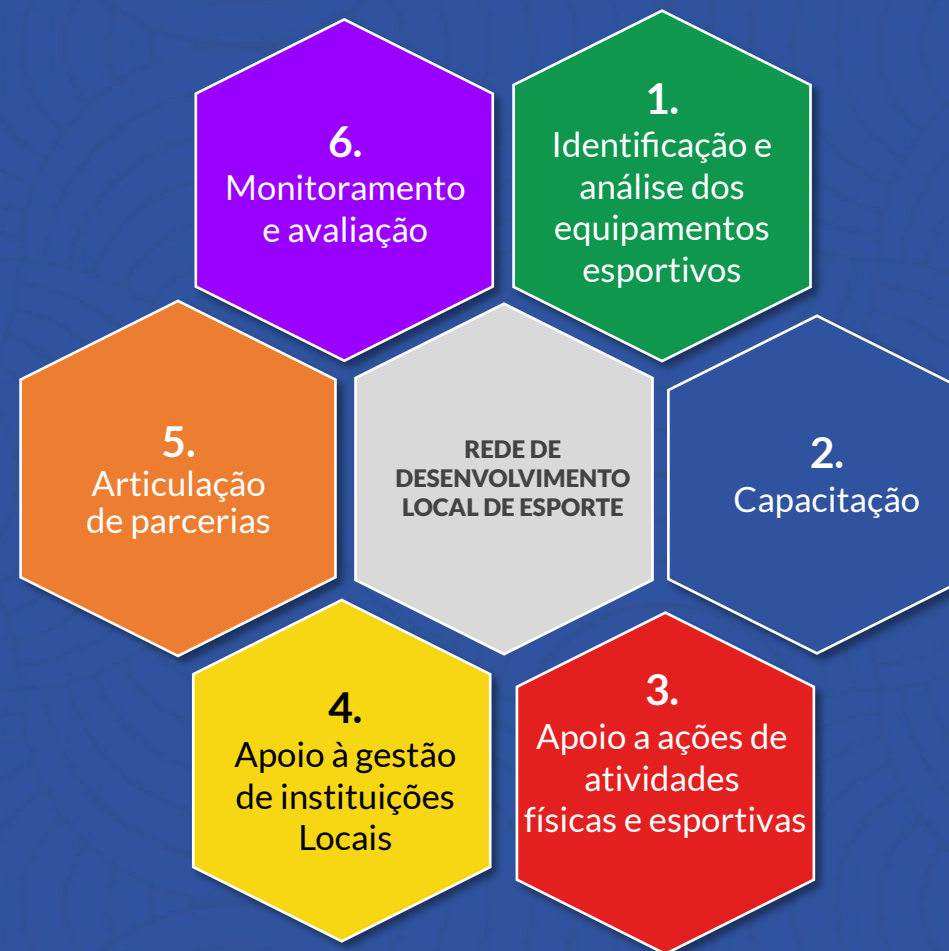 1.
Identificação e
análise dos
equipamentos
esportivos
2.
Capacitação
3.
Apoio a ações de
atividades
físicas e esportivas
4.
Apoio à gestão
de instituições
Locais
5.
Articulação
de parcerias
6.
Monitoramento
e avaliação
REDE DE
DESENVOLVIMENTO
LOCAL DE ESPORTE